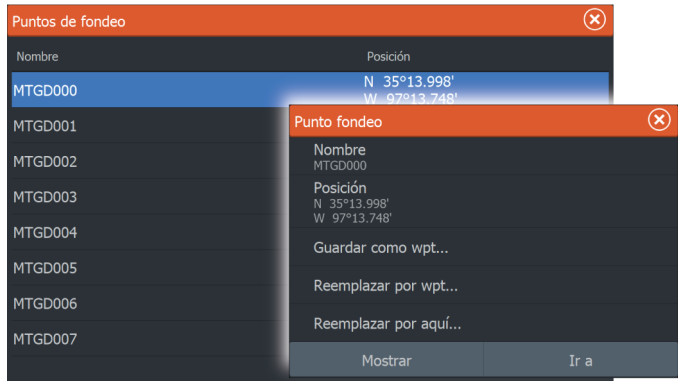 Puntos de fondeo
Nombre Posición
MTGD000 N 35°13.998'
W 97°13.748'
MTGD001
MTGD002
MTGD003
MTGD004
MTGD005
MTGD006
MTGD007
Punto fondeo
Nombre
MTGD000
Posición
N 35°13.998'
W 97°13.748'
Guardar como wpt...
Reemplazar por wpt...
Reemplazar por aquí...
Mostrar Ir a